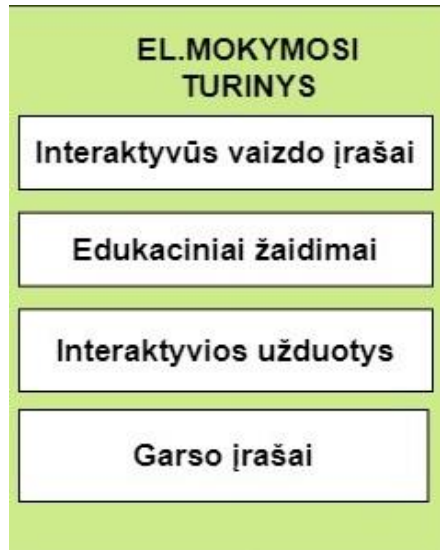 EL.MOKYMOSI
TURINYS
Interaktyvūs vaizdo įrašai
Edukaciniai žaidimai
Interaktyvios užduotys
Garso įrašai